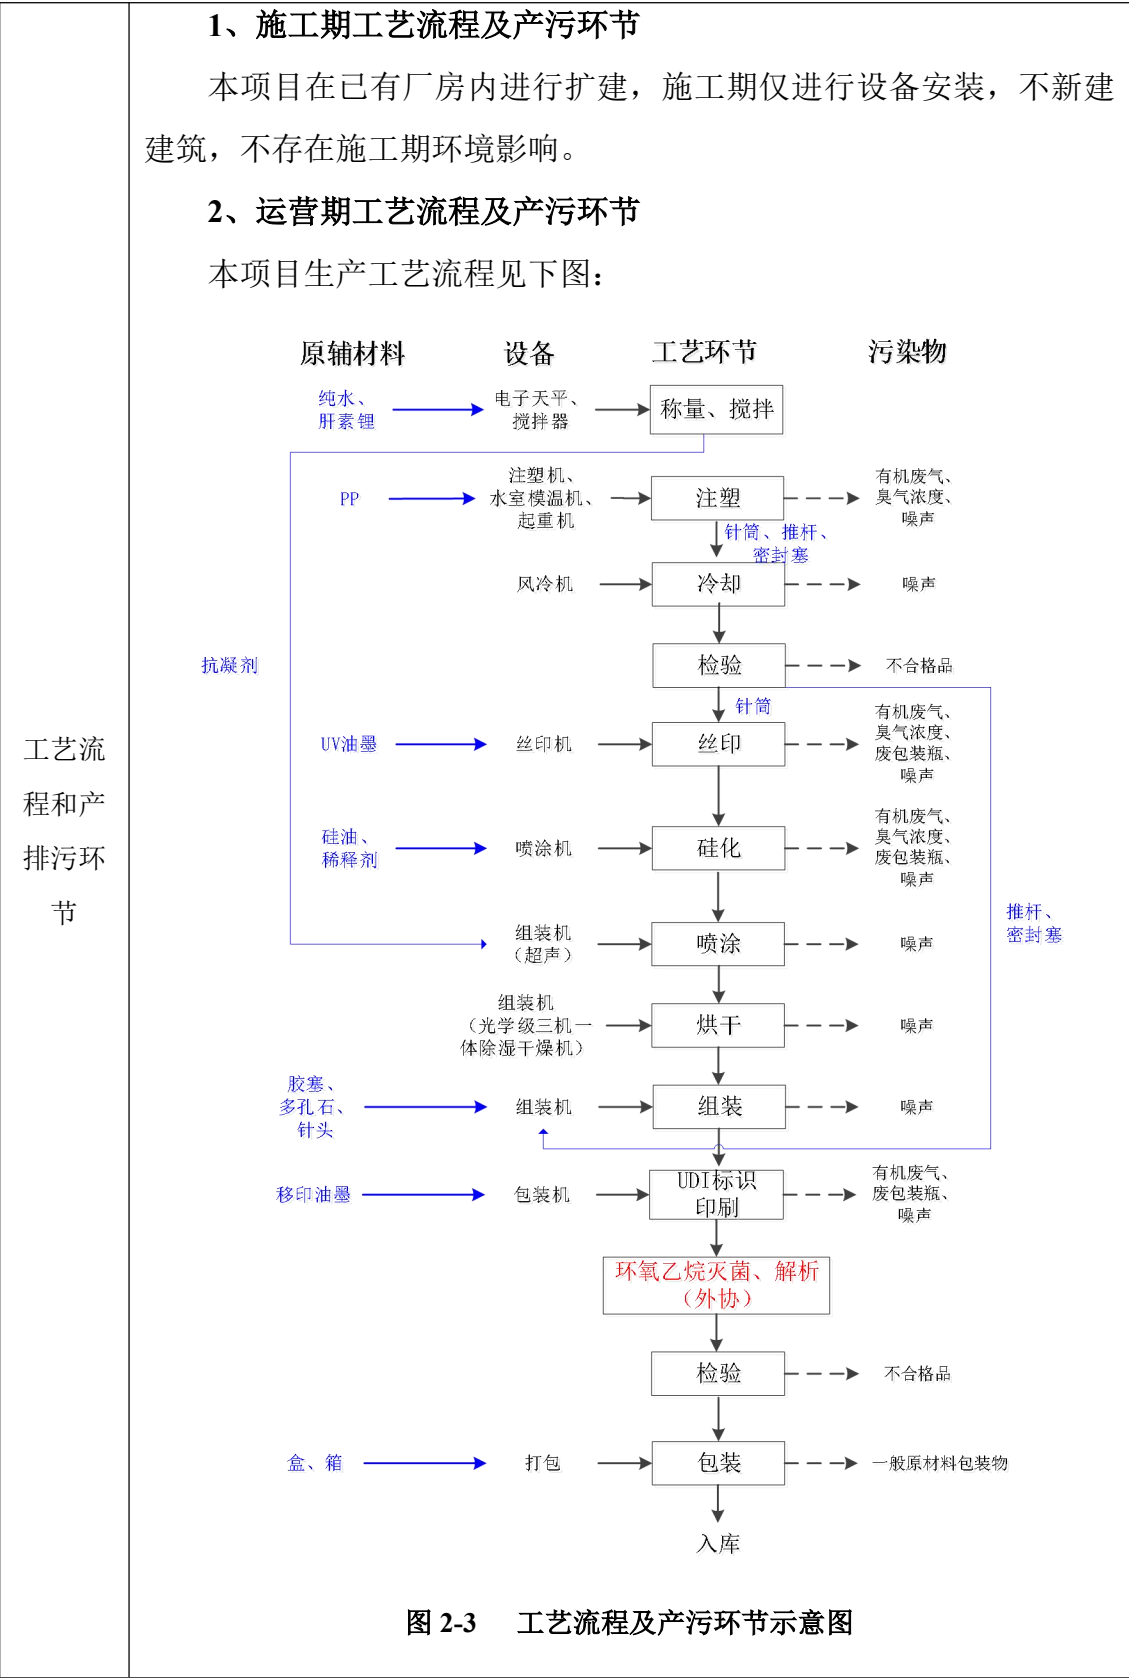 1、施工期工艺流程及产污环节
本项目在已有厂房内进行扩建，施工期仅进行设备安装，不新建
建筑，不存在施工期环境影响。
2、运营期工艺流程及产污环节
本项目生产工艺流程见下图：
工艺流
程和产
排污环
节
原辅材料 设备 工艺环节 污染物
纯水、
肝素锂
电子天平、
搅拌器
称量、搅拌
PP
注塑机、
水室模温机、
起重机
注塑
有机废气、
臭气浓度、
噪声
针筒、推杆、
密封塞
风冷机
冷却
噪声
抗凝剂
检验
不合格品
针筒
UV油墨
丝印机
丝印
有机废气、
臭气浓度、
废包装瓶、
噪声
硅油、
稀释剂
喷涂机
硅化
有机废气、
臭气浓度、
废包装瓶、
噪声
推杆、
密封塞
组装机
（超声）
喷涂
噪声
组装机
（光学级三机一
体除湿干燥机）
烘干
噪声
胶塞、
多孔石、
针头
组装机
组装
噪声
移印油墨
包装机
UDI标识
印刷
有机废气、
废包装瓶、
噪声
环氧乙烷灭菌、解析
（外协）
检验
不合格品
盒、箱
打包
包装
一般原材料包装物
入库
图 2-3 工艺流程及产污环节示意图